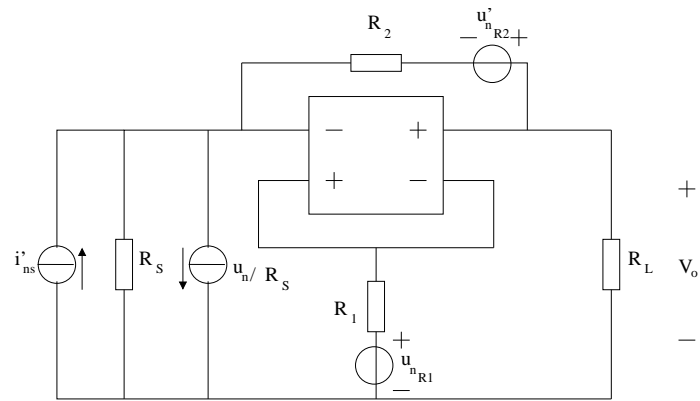 R2
− u'nR2 +
− +
+ −
i'ns
RS
un/ RS
R1
+
unR1
−
RL
+
Vo
−